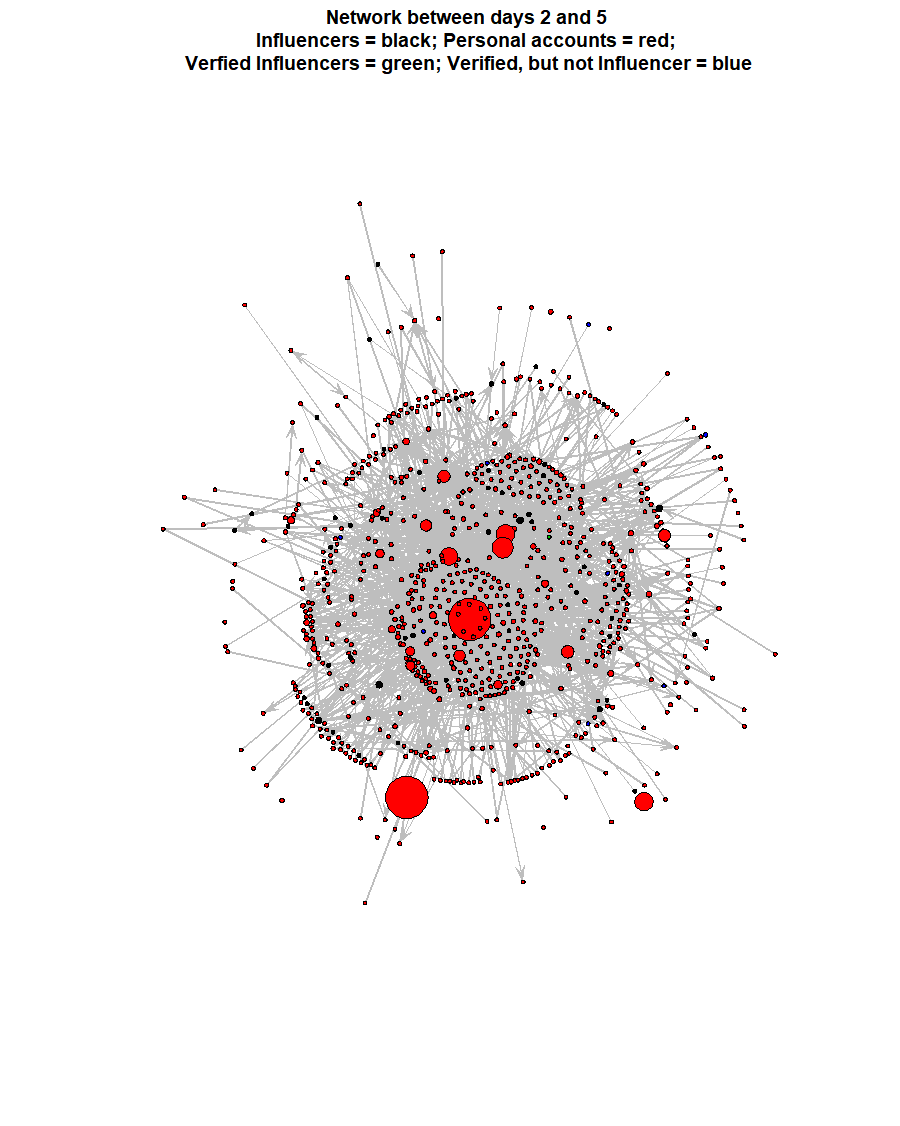 Network between days 2 and 5
Influencers = black; Personal accounts = red;
Verfied Influencers = green; Verified, but not Influencer = blue